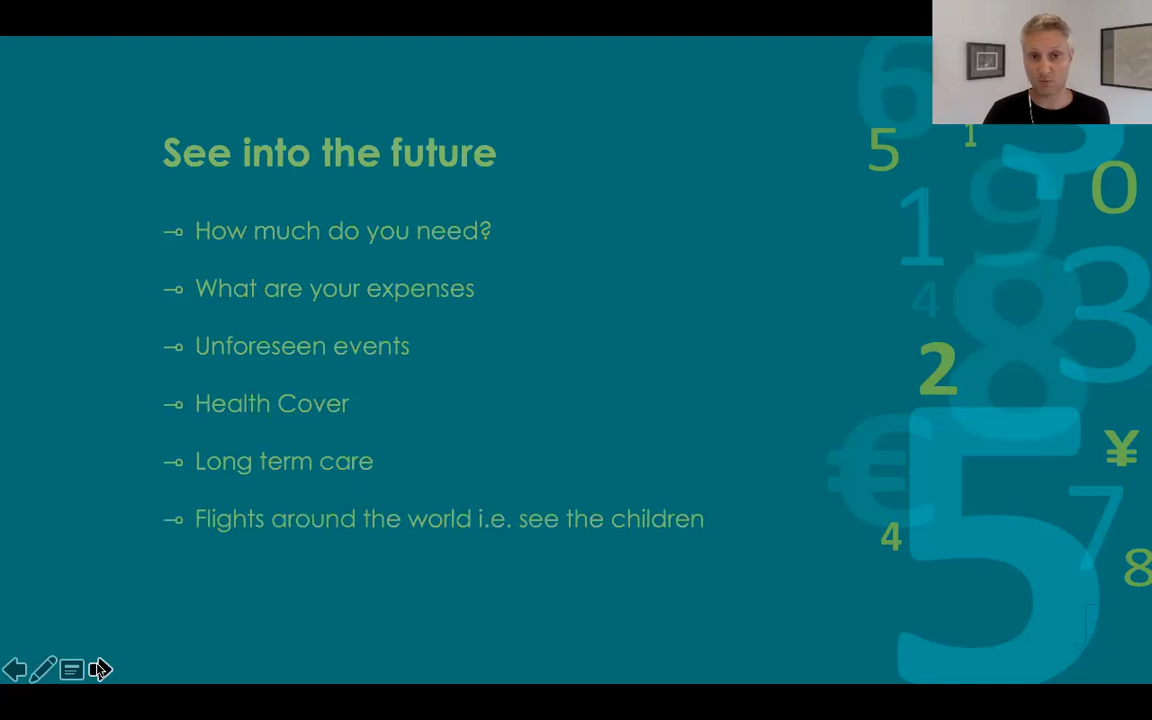 See into the future
How much do you need?
What are your expenses
Unforeseen events
Health Cover
Long term care
Flights around the world i.e. see the children
6
5
1
3
0
1
9
4
8
3
2
5
€
¥
7
4
8